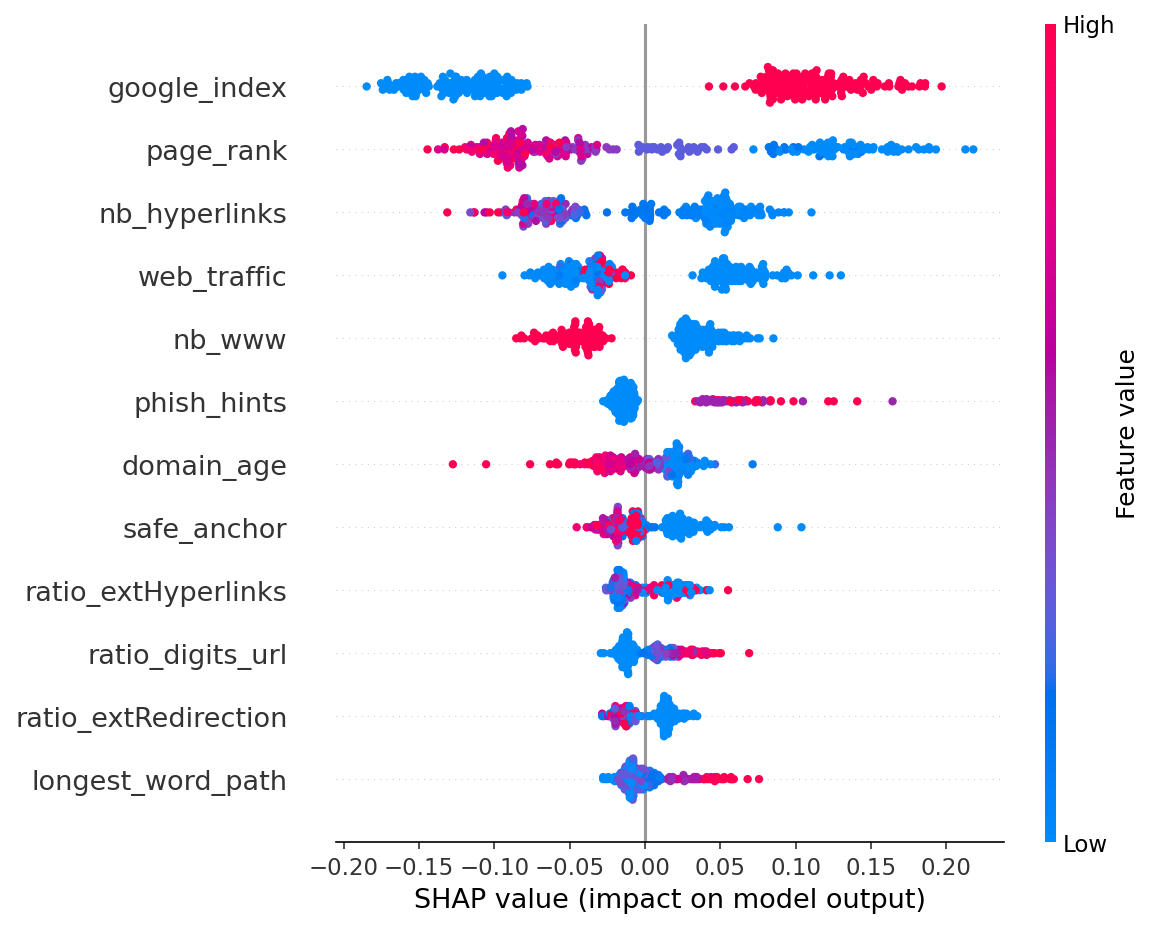 High
google_index
page_rank
nb_hyperlinks
web_traffic
nb_www
phish_hints
domain_age
safe_anchor
ratio_extHyperlinks
ratio_digits_url
ratio_extRedirection
longest_word_path
Feature value
Low
−0.20 −0.15 −0.10 −0.05 0.00 0.05 0.10 0.15 0.20
SHAP value (impact on model output)